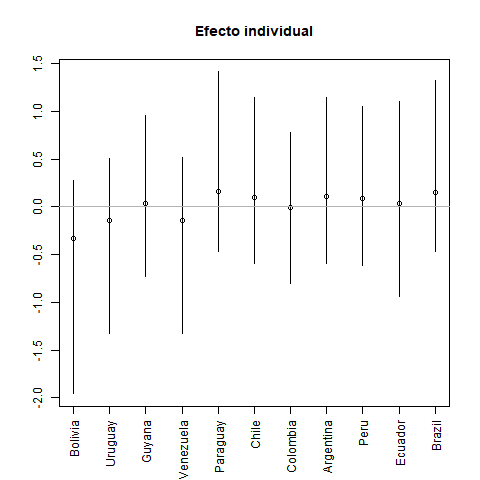 Efecto individual
1.5
1.0
0.5
0.0
-0.5
-1.0
-1.5
-2.0
Bolivia
Uruguay
Guyana
Venezuela
Paraguay
Chile
Colombia
Argentina
Peru
Ecuador
Brazil